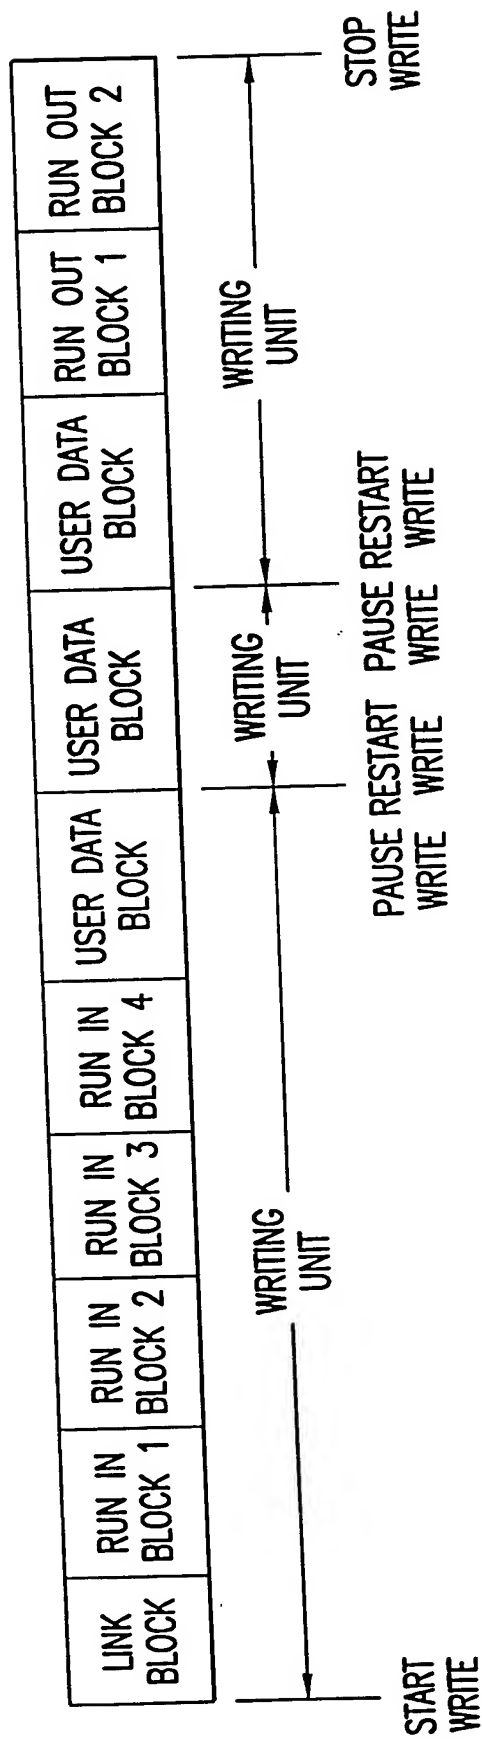 LINK
BLOCK
RUN IN
BLOCK 1
RUN IN
BLOCK 2
RUN IN
BLOCK 3
RUN IN
BLOCK 4
USER DATA
BLOCK
USER DATA
BLOCK
USER DATA
BLOCK
RUN OUT
BLOCK 1
RUN OUT
BLOCK 2
WRITING
UNIT
WRITING
UNIT
WRITING
UNIT
START
WRITE
PAUSE RESTART
WRITE WRITE
PAUSE RESTART
WRITE WRITE
STOP
WRITE